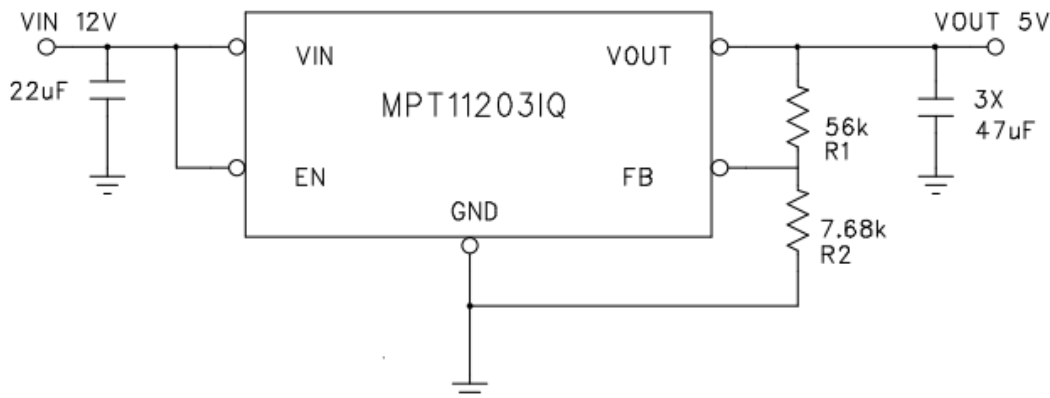 VIN 12V
VOUT 5V
VIN
VOUT
22uF
MPT11203IQ
3X
47uF
56k
R1
EN
FB
GND
7.68k
R2